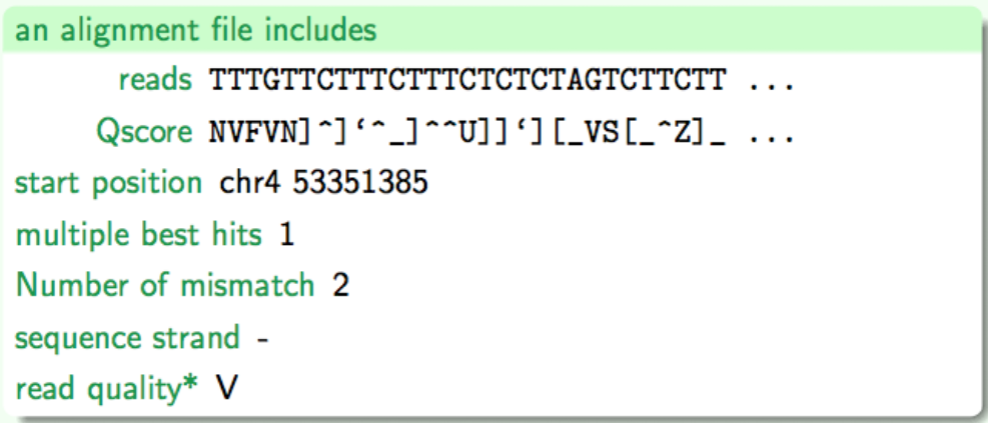 an alignment file includes
reads TTTGTTCTTTCTTTCTCTCTAGTCTTCTT ...
Qscore NVFVN]^]‘^_]^^U]]‘][_VS[_^Z]_ ...
start position chr4 53351385
multiple best hits 1
Number of mismatch 2
sequence strand -
read quality* V